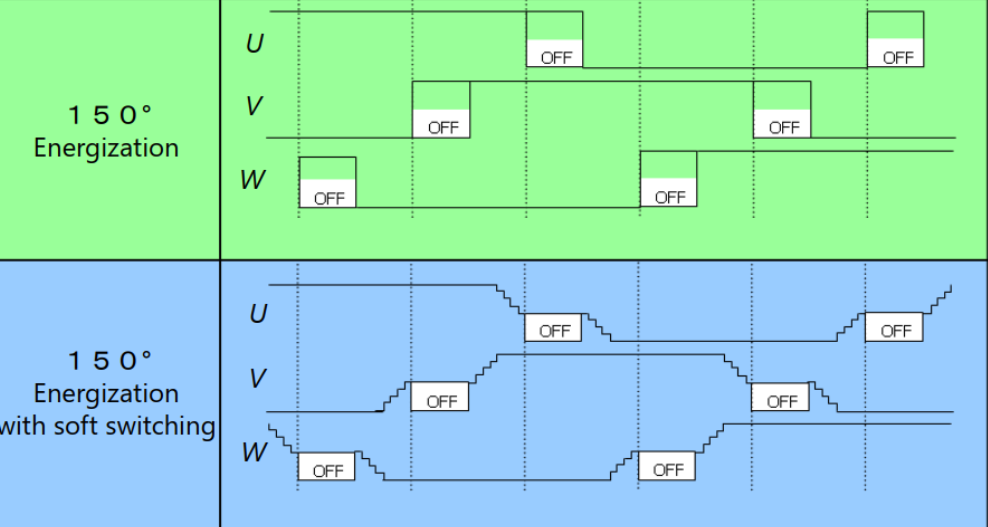 U
OFF
OFF
150°
Energization
V
OFF
OFF
W
OFF
OFF
U
OFF
OFF
150°
Energization
with soft switching
V
OFF
OFF
W
OFF
OFF